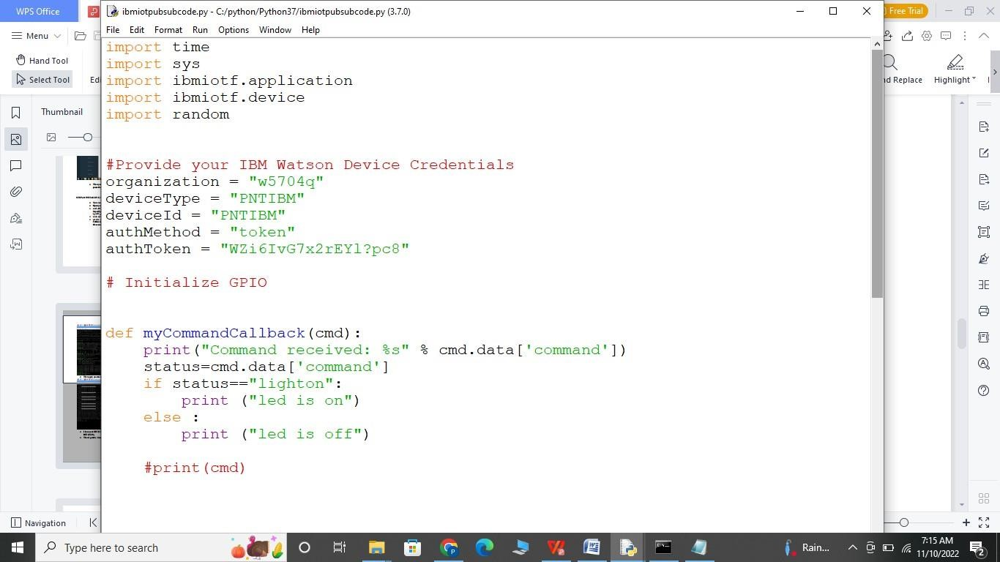 WPS Office
ibmiotpubsubcode.py - C:/python/Python37/ibmiotpubsubcode.py (3.7.0)
Free Trial
Menu
File Edit Format Run Options Window Help
Hand Tool
Select Tool
Replace
Highlight
Thumbnail
import time
import sys
import ibmiotf.application
import ibmiotf.device
import random
#Provide your IBM Watson Device Credentials
organization = "w5704q"
deviceType = "PNTIBM"
deviceId = "PNTIBM"
authMethod = "token"
authToken = "WZi6IvG7x2rEYl?pc8"
# Initialize GPIO
def myCommandCallback(cmd):
    print("Command received: %s" % cmd.data['command'])
    status=cmd.data['command']
    if status=="lighton":
        print ("led is on")
    else :
        print ("led is off")
    #print(cmd)
Navigation
Type here to search
Rain...
7:15 AM
11/10/2022
2